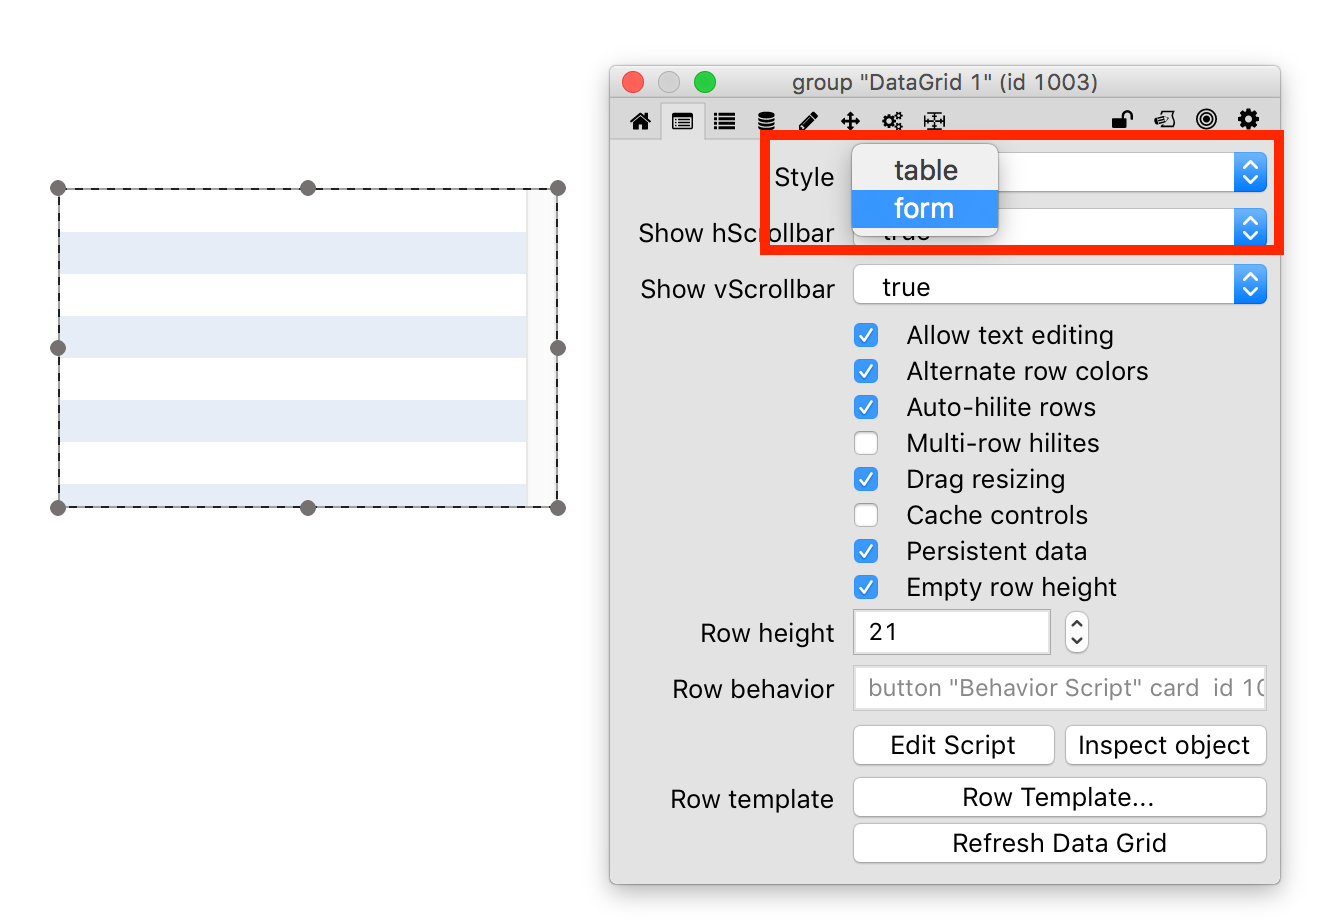 group "DataGrid 1" (id 1003)
Style
table
form
Show hScrollbar
true
Show vScrollbar
true
Allow text editing
Alternate row colors
Auto-hilite rows
Multi-row hilites
Drag resizing
Cache controls
Persistent data
Empty row height
Row height
21
Row behavior
button "Behavior Script" card id 10
Edit Script
Inspect object
Row template
Row Template...
Refresh Data Grid